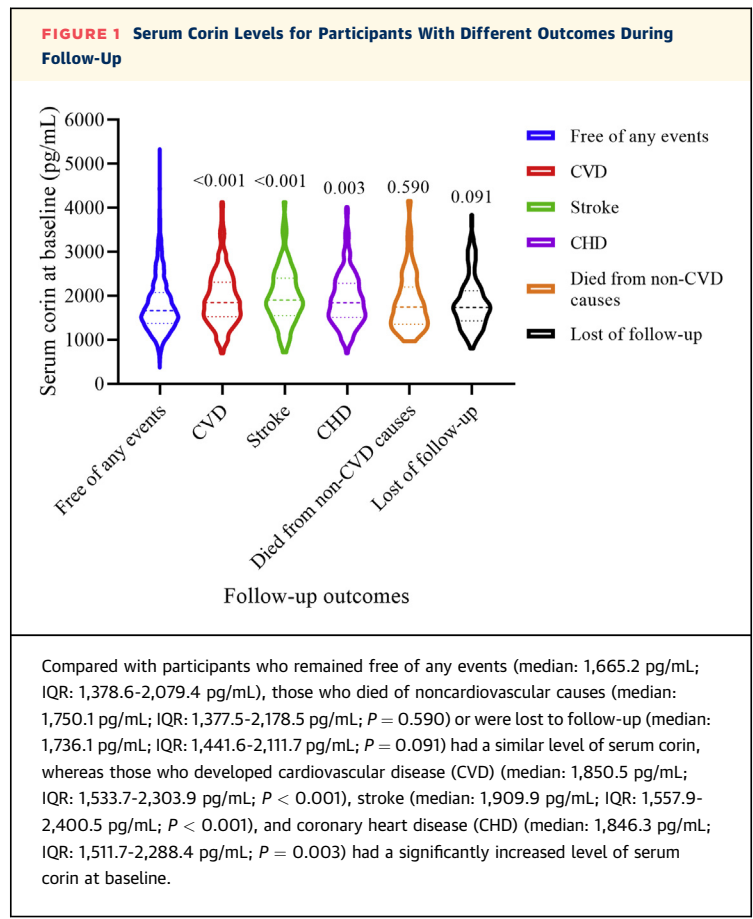 FIGURE 1 Serum Corin Levels for Participants With Different Outcomes During
Follow-Up
Serum corin at baseline (pg/mL)
6000
5000
4000
3000
2000
1000
0
<0.001
<0.001
0.003
0.590
0.091
Free of any events
CVD
Stroke
CHD
Died from non-CVD causes
Lost of follow-up
Follow-up outcomes
Free of any events
CVD
Stroke
CHD
Died from non-CVD
causes
Lost of follow-up
Compared with participants who remained free of any events (median: 1,665.2 pg/mL;
IQR: 1,378.6-2,079.4 pg/mL), those who died of noncardiovascular causes (median:
1,750.1 pg/mL; IQR: 1,377.5-2,178.5 pg/mL; P = 0.590) or were lost to follow-up (median:
1,736.1 pg/mL; IQR: 1,441.6-2,111.7 pg/mL; P = 0.091) had a similar level of serum corin,
whereas those who developed cardiovascular disease (CVD) (median: 1,850.5 pg/mL;
IQR: 1,533.7-2,303.9 pg/mL; P < 0.001), stroke (median: 1,909.9 pg/mL; IQR: 1,557.9-
2,400.5 pg/mL; P < 0.001), and coronary heart disease (CHD) (median: 1,846.3 pg/mL;
IQR: 1,511.7-2,288.4 pg/mL; P = 0.003) had a significantly increased level of serum
corin at baseline.